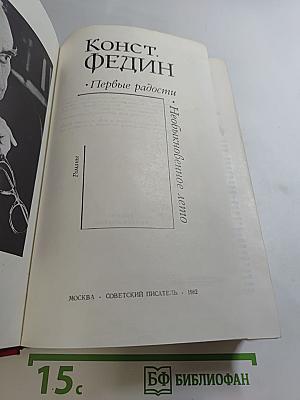 КОНСТ.
ФЕДИН
• Первые радости
• Необыкновенное лето
Романы
МОСКВА • СОВЕТСКИЙ ПИСАТЕЛЬ • 1982
15с
БФ БИБЛИОФАН